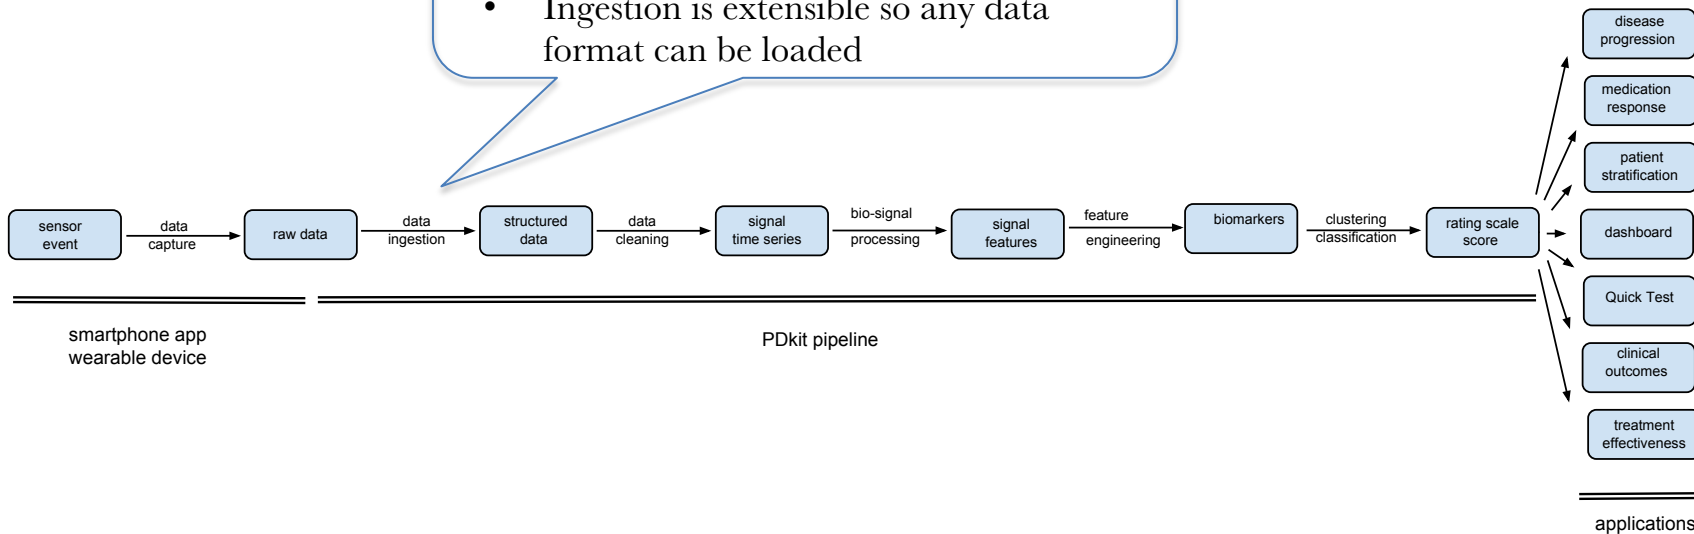 • Ingestion is extensible so any data
format can be loaded
sensor
event
data
capture
raw data
data
ingestion
structured
data
data
cleaning
signal
time series
bio-signal
processing
signal
features
feature
engineering
biomarkers
clustering
classification
rating scale
score
disease
progression
medication
response
patient
stratification
dashboard
Quick Test
clinical
outcomes
treatment
effectiveness
smartphone app
wearable device
PDkit pipeline
applications